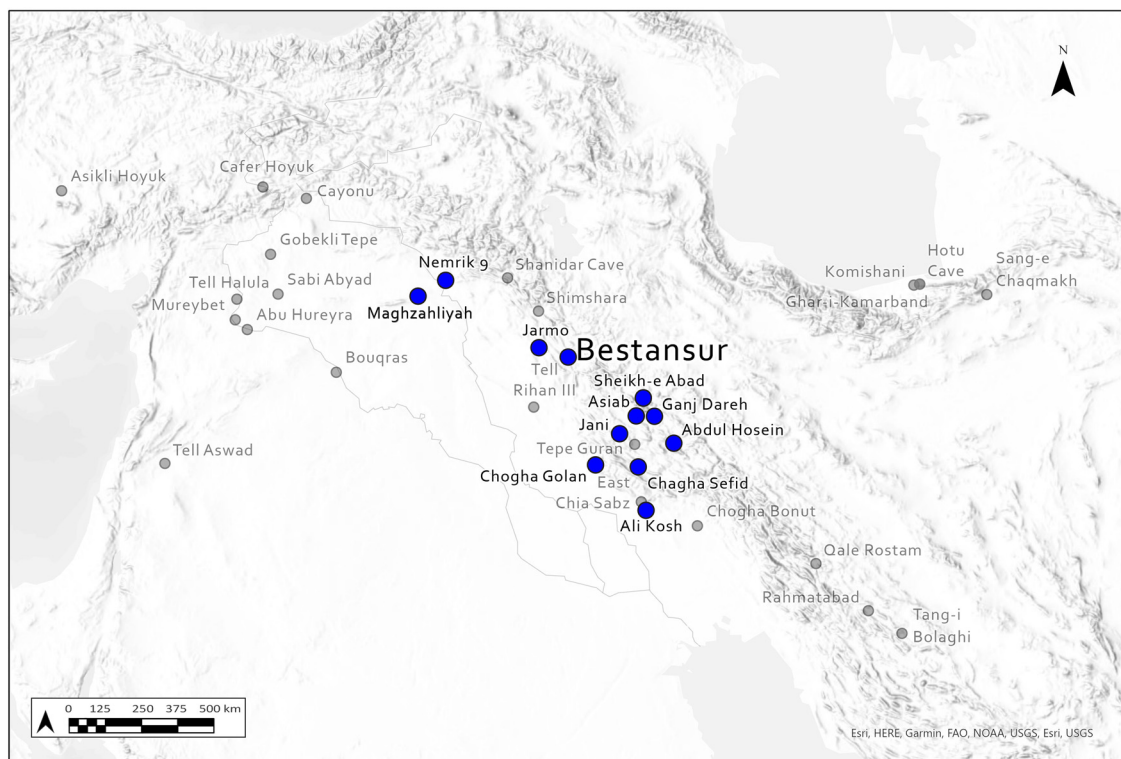 N
Cafer Hoyuk
Asikli Hoyuk
Cayonu
Gobekli Tepe
Hotu
Cave
Sang-e
Chaqmakh
Nemrik 9
Shanidar Cave
Komishani
Tell Halula
Sabi Abyad
Shimshara
Ghar-i-Kamarband
Mureybet
Abu Hureyra
Maghzahliyah
Jarmo
Bestansur
Bouqras
Tell
Rihan III
Sheikh-e Abad
Asiab
Ganj Dareh
Jani
Abdul Hosein
Tell Aswad
Tepe Guran
Chogha Golan
East
Chia Sabz
Chagha Sefid
Ali Kosh
Chogha Bonut
Qale Rostam
Rahmatabad
Tang-i
Bolaghi
0 125 250 375 500 km
Esri, HERE, Garmin, FAO, NOAA, USGS, Esri, USGS